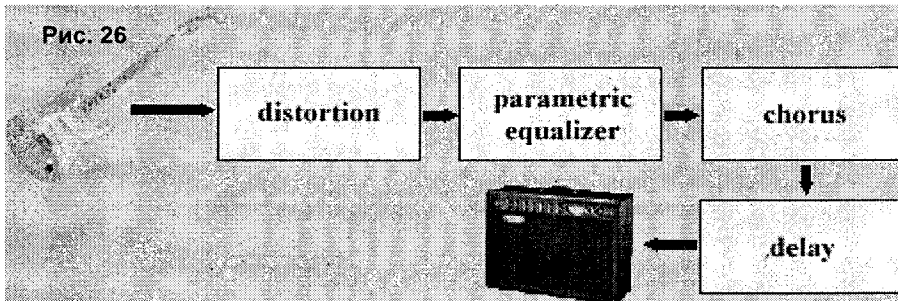 Рис. 26
distortion
parametric
equalizer
chorus
delay